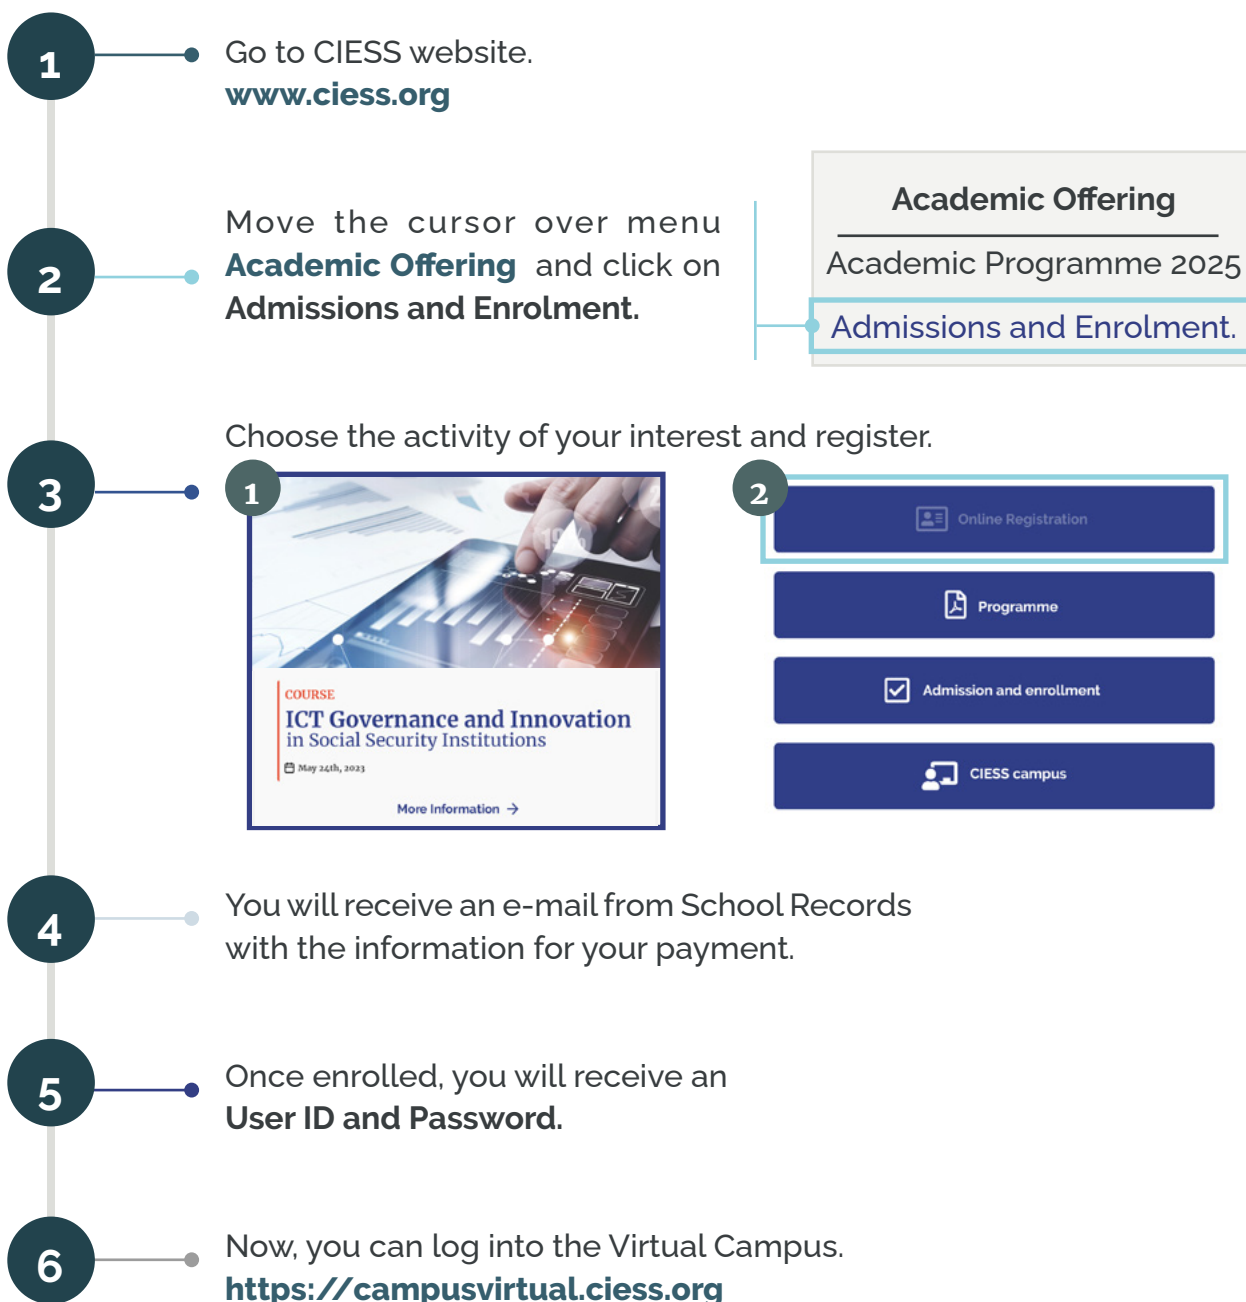 1
Go to CIESS website.
www.ciess.org
2
Move the cursor over menu
Academic Offering and click on
Admissions and Enrolment.
Academic Offering
Academic Programme 2025
Admissions and Enrolment.
3
Choose the activity of your interest and register.
1
19%
COURSE
ICT Governance and Innovation
in Social Security Institutions
May 24th, 2023
More Information →
2
Online Registration
Programme
Admission and enrollment
CIESS campus
4
You will receive an e-mail from School Records
with the information for your payment.
5
Once enrolled, you will receive an
User ID and Password.
6
Now, you can log into the Virtual Campus.
https://campusvirtual.ciess.org